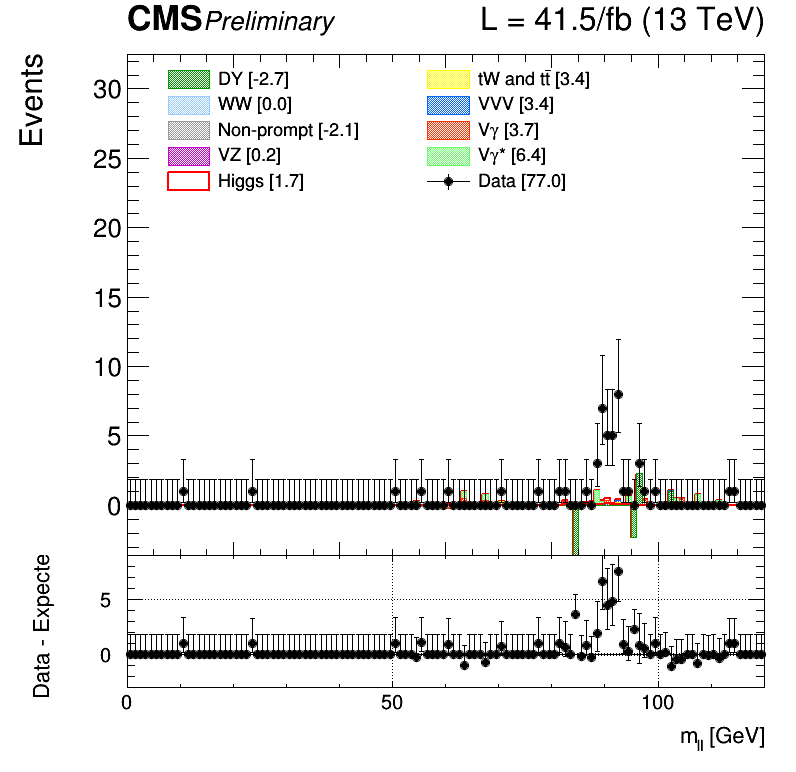 CMS Preliminary L = 41.5/fb (13 TeV)
Events
DY [-2.7] tW and tt̄ [3.4]
WW [0.0] VVV [3.4]
Non-prompt [-2.1] Vγ [3.7]
VZ [0.2] Vγ* [6.4]
Higgs [1.7] Data [77.0]
30
25
20
15
10
5
0
Data - Expecte
5
0
0 50 100
m_ll [GeV]